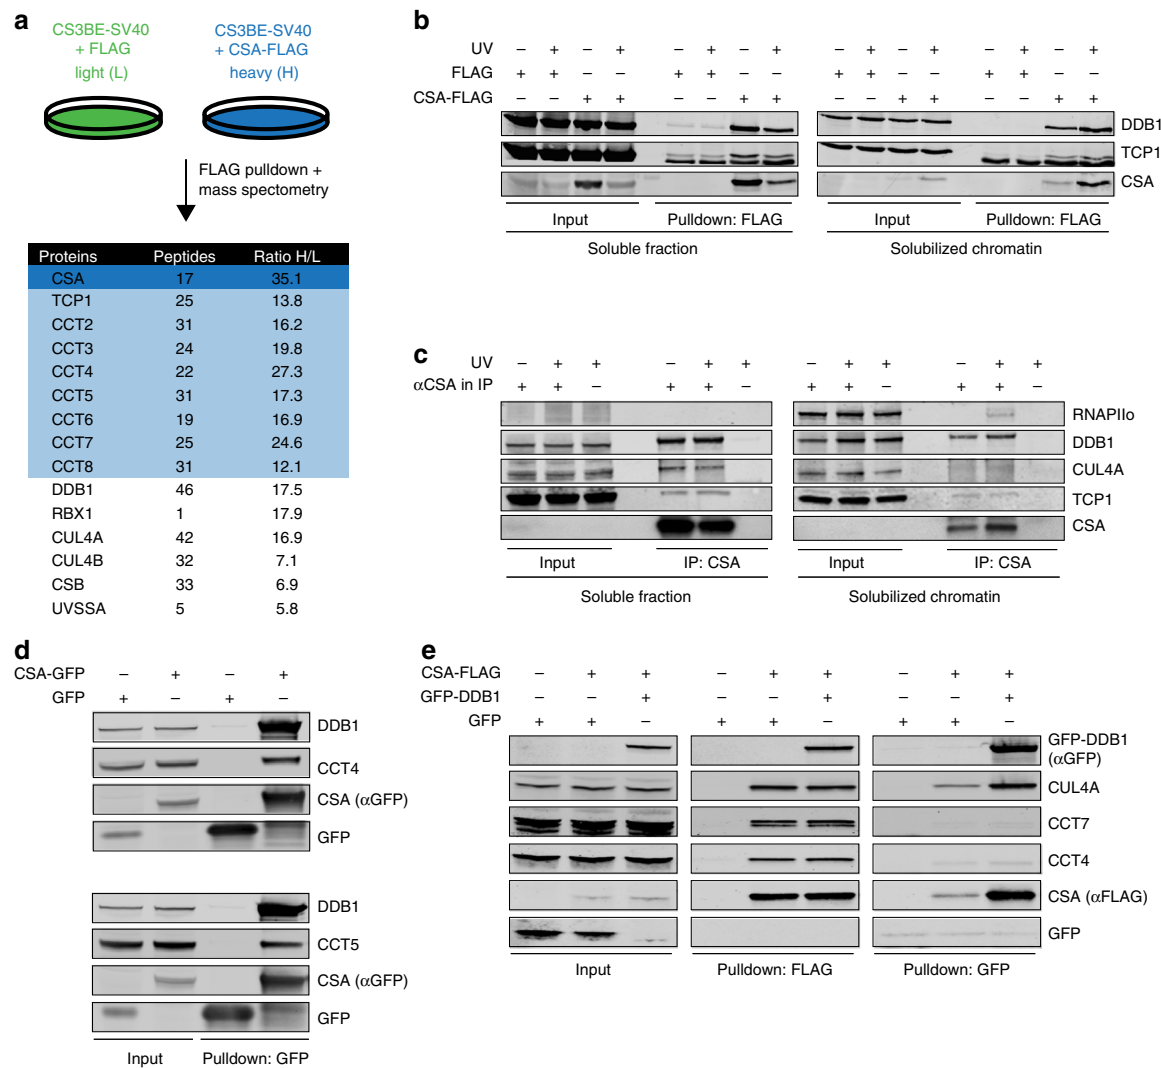 a
CS3BE-SV40
+ FLAG
light (L)
CS3BE-SV40
+ CSA-FLAG
heavy (H)
FLAG pulldown +
mass spectometry
Proteins Peptides Ratio H/L
CSA 17 35.1
TCP1 25 13.8
CCT2 31 16.2
CCT3 24 19.8
CCT4 22 27.3
CCT5 31 17.3
CCT6 19 16.9
CCT7 25 24.6
CCT8 31 12.1
DDB1 46 17.5
RBX1 1 17.9
CUL4A 42 16.9
CUL4B 32 7.1
CSB 33 6.9
UVSSA 5 5.8
b
UV – + – + – + – + – + – + – + – +
FLAG + + – – + + – – + + – – + + – –
CSA-FLAG – – + + – – + + – – + + – – + +
DDB1
TCP1
CSA
Input Pulldown: FLAG Input Pulldown: FLAG
Soluble fraction Solubilized chromatin
c
UV – + + – + + – + + – + +
αCSA in IP + + – + + – + + – + + –
RNAPIIo
DDB1
CUL4A
TCP1
CSA
Input IP: CSA Input IP: CSA
Soluble fraction Solubilized chromatin
d
CSA-GFP – + – +
GFP + – + –
DDB1
CCT4
CSA (αGFP)
GFP
DDB1
CCT5
CSA (αGFP)
GFP
Input Pulldown: GFP
e
CSA-FLAG – + + – + + – + +
GFP-DDB1 – – + – – + – – +
GFP + + – + + – + + –
GFP-DDB1
(αGFP)
CUL4A
CCT7
CCT4
CSA (αFLAG)
GFP
Input Pulldown: FLAG Pulldown: GFP